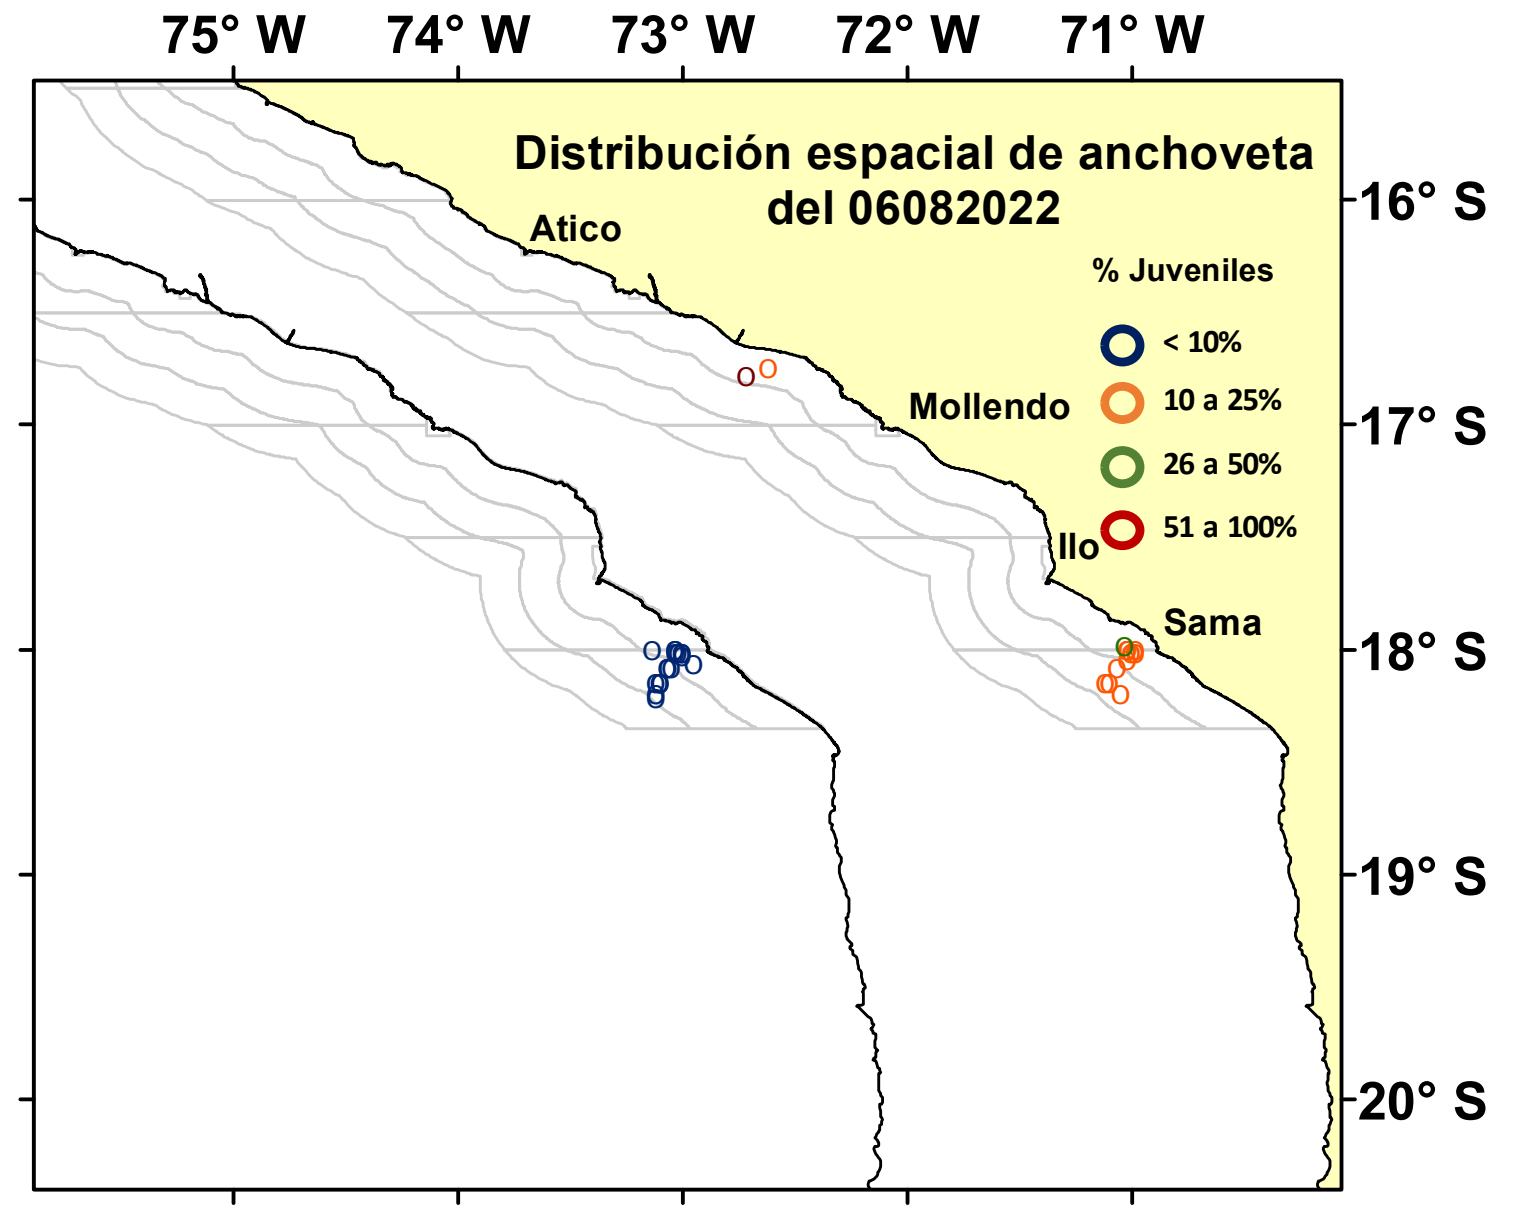 75° W 74° W 73° W 72° W 71° W
Distribución espacial de anchoveta
del 06082022
16° S
Atico
% Juveniles
< 10%
10 a 25%
Mollendo
17° S
26 a 50%
51 a 100%
Ilo
Sama
18° S
19° S
20° S